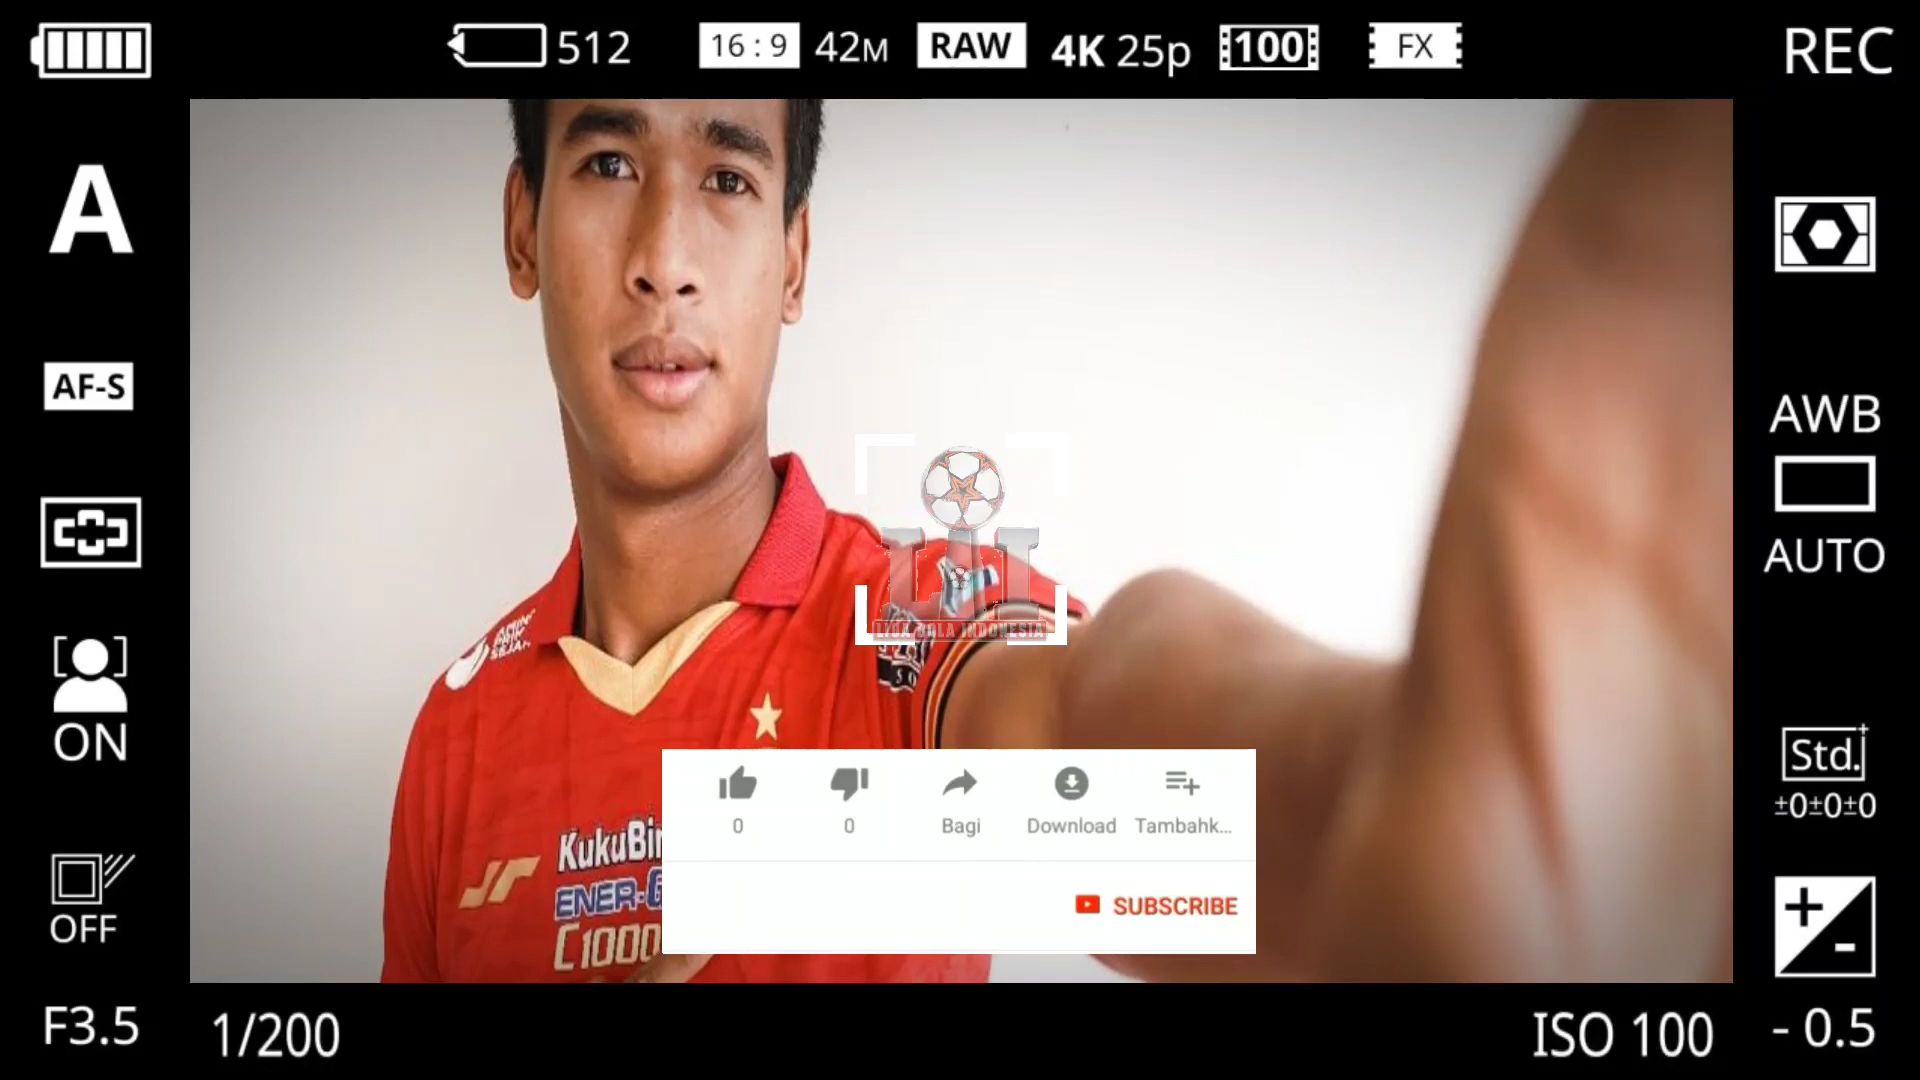 512
16 : 9
42M
RAW
4K 25p
100
FX
REC
A
AF-S
AWB
AUTO
LIGA BOLA INDONESIA
ON
Std.+
±0±0±0
0
0
Bagi
Download
Tambahk...
KukuBi
ENER-G
C1000
SUBSCRIBE
OFF
+
-
F3.5
1/200
ISO 100
- 0.5